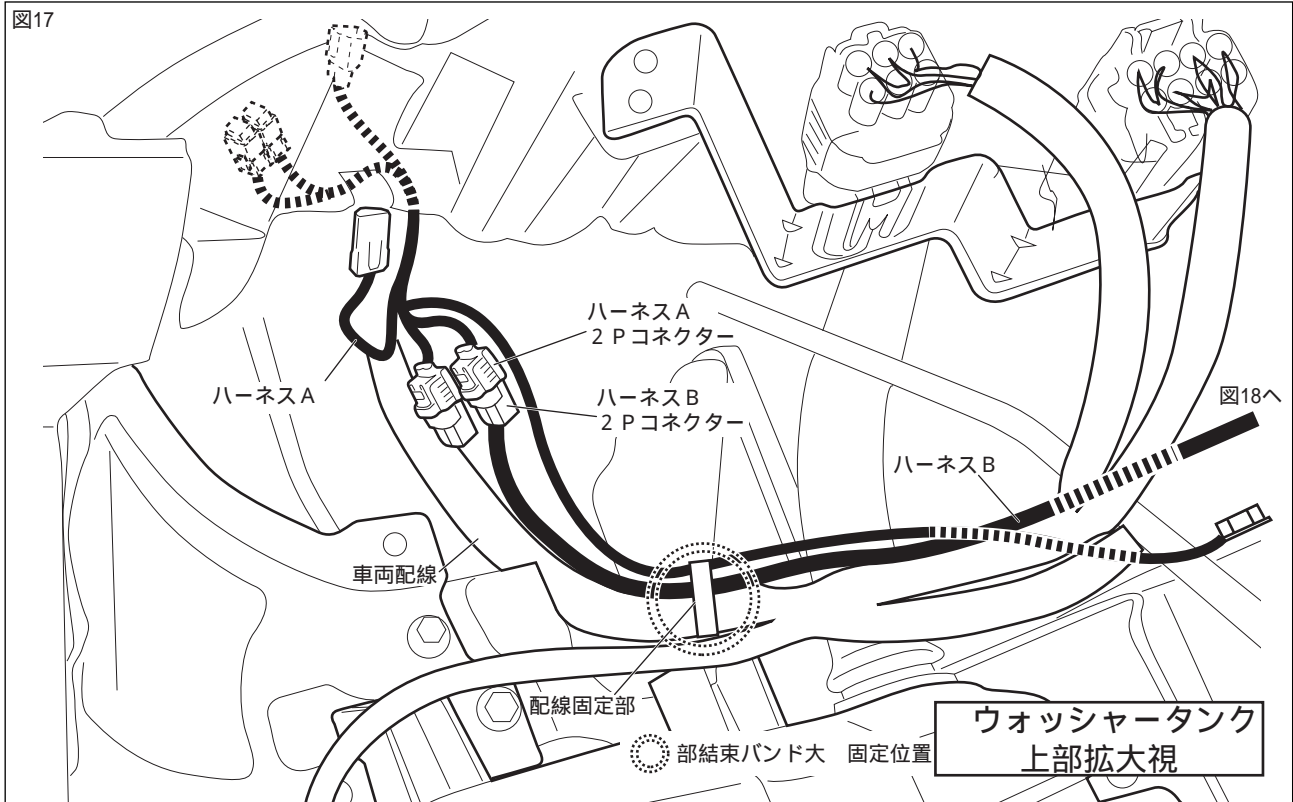 図17
ハーネスA
2 Pコネクター
ハーネスA
ハーネスB
2 Pコネクター
図18へ
ハーネスB
車両配線
配線固定部
部結束バンド大 固定位置
ウォッシャータンク
上部拡大視